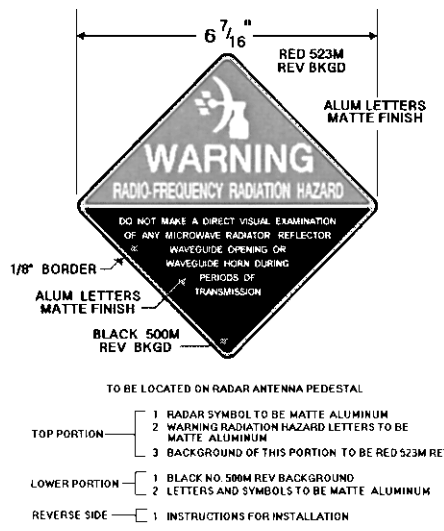 6 7/16"
RED 523M
REV BKGD
ALUM LETTERS
MATTE FINISH
WARNING
RADIO-FREQUENCY RADIATION HAZARD
DO NOT MAKE A DIRECT VISUAL EXAMINATION
OF ANY MICROWAVE RADIATOR REFLECTOR
WAVEGUIDE OPENING OR
WAVEGUIDE HORN DURING
PERIODS OF
TRANSMISSION
1/8" BORDER
ALUM LETTERS
MATTE FINISH
BLACK 500M
REV BKGD
TO BE LOCATED ON RADAR ANTENNA PEDESTAL
TOP PORTION
1 RADAR SYMBOL TO BE MATTE ALUMINUM
2 WARNING RADIATION HAZARD LETTERS TO BE
MATTE ALUMINUM
3 BACKGROUND OF THIS PORTION TO BE RED 523M RE
LOWER PORTION
1 BLACK NO. 500M REV BACKGROUND
2 LETTERS AND SYMBOLS TO BE MATTE ALUMINUM
REVERSE SIDE
1 INSTRUCTIONS FOR INSTALLATION